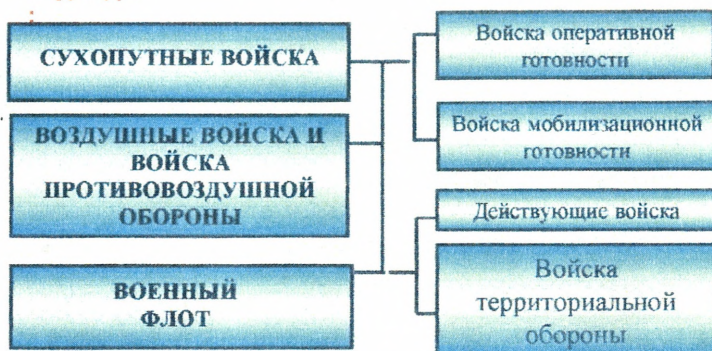 СУХОПУТНЫЕ ВОЙСКА
ВОЗДУШНЫЕ ВОЙСКА И
ВОЙСКА
ПРОТИВОВОЗДУШНОЙ
ОБОРОНЫ
ВОЕННЫЙ
ФЛОТ
Войска оперативной
готовности
Войска мобилизационной
готовности
Действующие войска
Войска
территориальной
обороны